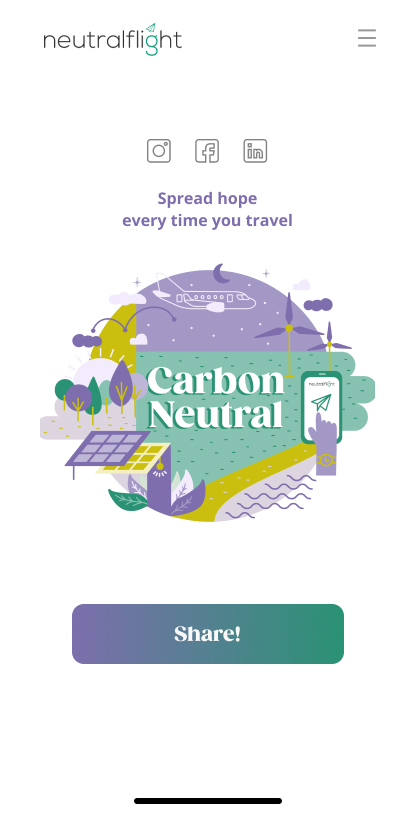 neutralflight
Spread hope
every time you travel
Carbon
Neutral
neutralflight
Share!